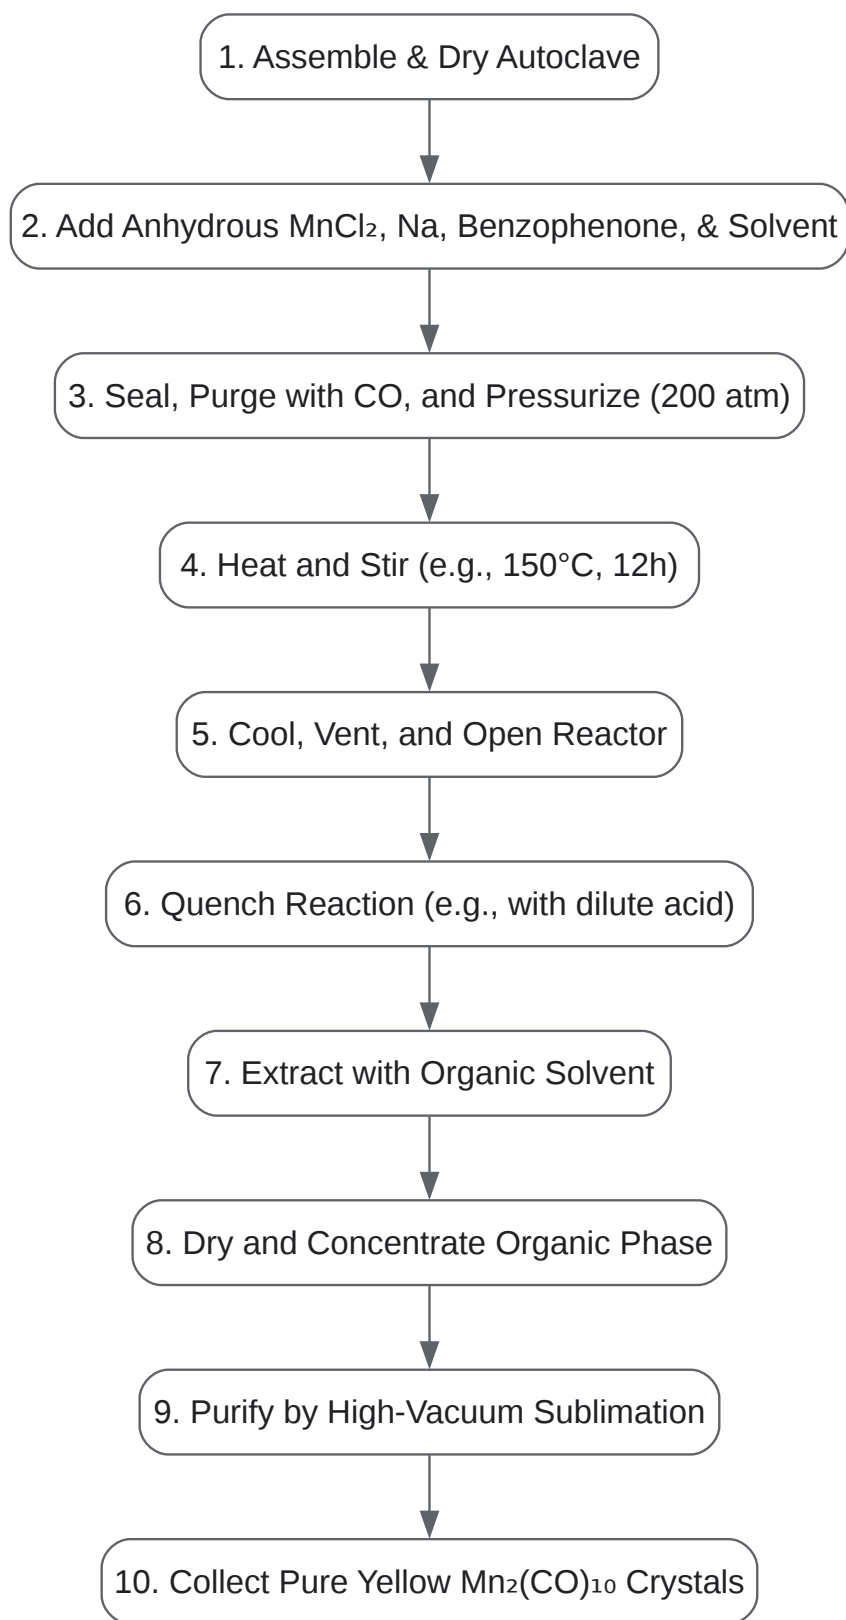 1. Assemble & Dry Autoclave
2. Add Anhydrous MnCl₂, Na, Benzophenone, & Solvent
3. Seal, Purge with CO, and Pressurize (200 atm)
4. Heat and Stir (e.g., 150°C, 12h)
5. Cool, Vent, and Open Reactor
6. Quench Reaction (e.g., with dilute acid)
7. Extract with Organic Solvent
8. Dry and Concentrate Organic Phase
9. Purify by High-Vacuum Sublimation
10. Collect Pure Yellow Mn₂(CO)₁₀ Crystals